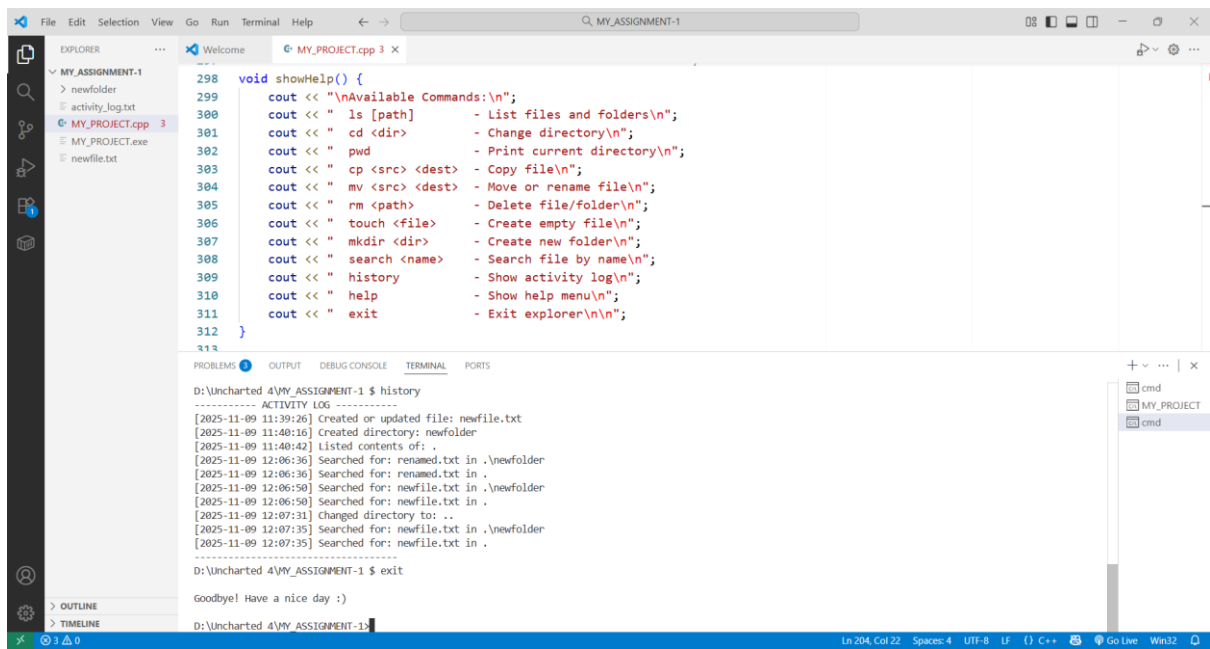 File Edit Selection View Go Run Terminal Help
MY_ASSIGNMENT-1
EXPLORER
MY_ASSIGNMENT-1
newfolder
activity_log.txt
MY_PROJECT.cpp 3
MY_PROJECT.exe
newfile.txt
OUTLINE
TIMELINE
Welcome
MY_PROJECT.cpp 3
298 void showHelp() {
299 cout << "\nAvailable Commands:\n";
300 cout << "  ls [path]        - List files and folders\n";
301 cout << "  cd <dir>         - Change directory\n";
302 cout << "  pwd              - Print current directory\n";
303 cout << "  cp <src> <dest>  - Copy file\n";
304 cout << "  mv <src> <dest>  - Move or rename file\n";
305 cout << "  rm <path>        - Delete file/folder\n";
306 cout << "  touch <file>     - Create empty file\n";
307 cout << "  mkdir <dir>      - Create new folder\n";
308 cout << "  search <name>    - Search file by name\n";
309 cout << "  history          - Show activity log\n";
310 cout << "  help             - Show help menu\n";
311 cout << "  exit             - Exit explorer\n\n";
312 }
313
PROBLEMS 3 OUTPUT DEBUG CONSOLE TERMINAL PORTS
D:\Uncharted 4\MY_ASSIGNMENT-1 $ history
----------- ACTIVITY LOG -----------
[2025-11-09 11:39:26] Created or updated file: newfile.txt
[2025-11-09 11:40:16] Created directory: newfolder
[2025-11-09 11:40:42] Listed contents of: .
[2025-11-09 12:06:36] Searched for: renamed.txt in .\newfolder
[2025-11-09 12:06:36] Searched for: renamed.txt in .
[2025-11-09 12:06:50] Searched for: newfile.txt in .\newfolder
[2025-11-09 12:06:50] Searched for: newfile.txt in .
[2025-11-09 12:07:31] Changed directory to: ..
[2025-11-09 12:07:35] Searched for: newfile.txt in .\newfolder
[2025-11-09 12:07:35] Searched for: newfile.txt in .
------------------------------------
D:\Uncharted 4\MY_ASSIGNMENT-1 $ exit
Goodbye! Have a nice day :)
D:\Uncharted 4\MY_ASSIGNMENT-1>
cmd
MY_PROJECT
cmd
1
3 0
Ln 204, Col 22 Spaces: 4 UTF-8 LF {} C++ Go Live Win32